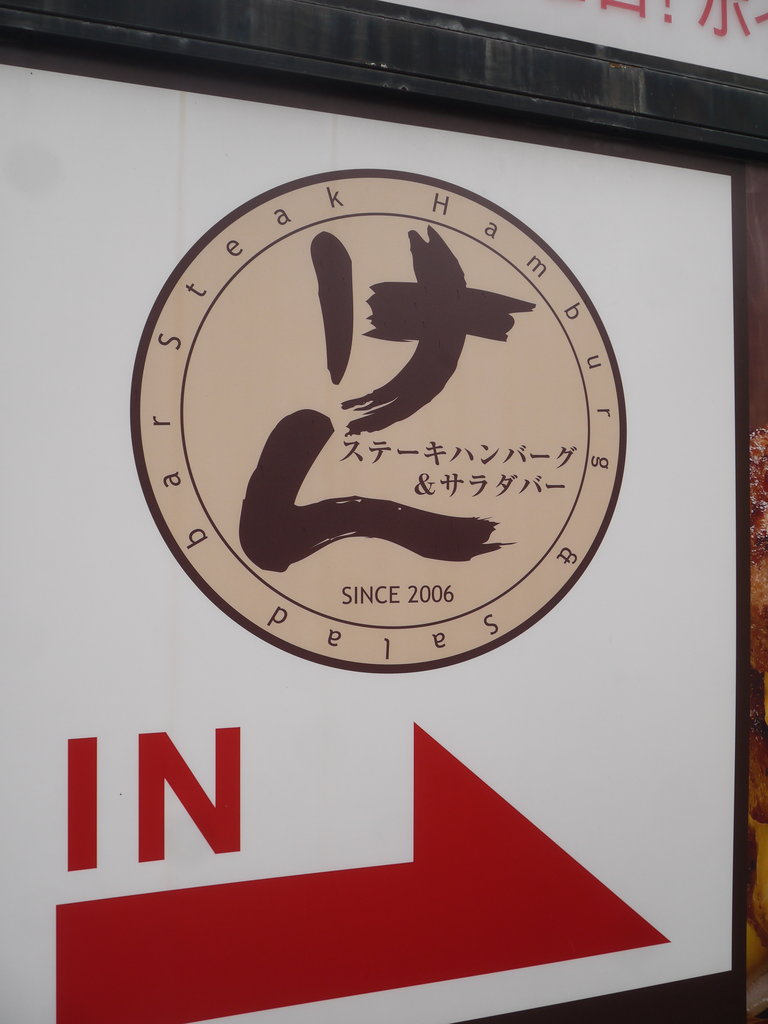 Steak Hamburg & Salad bar
けん
ステーキハンバーグ
&サラダバー
SINCE 2006
IN